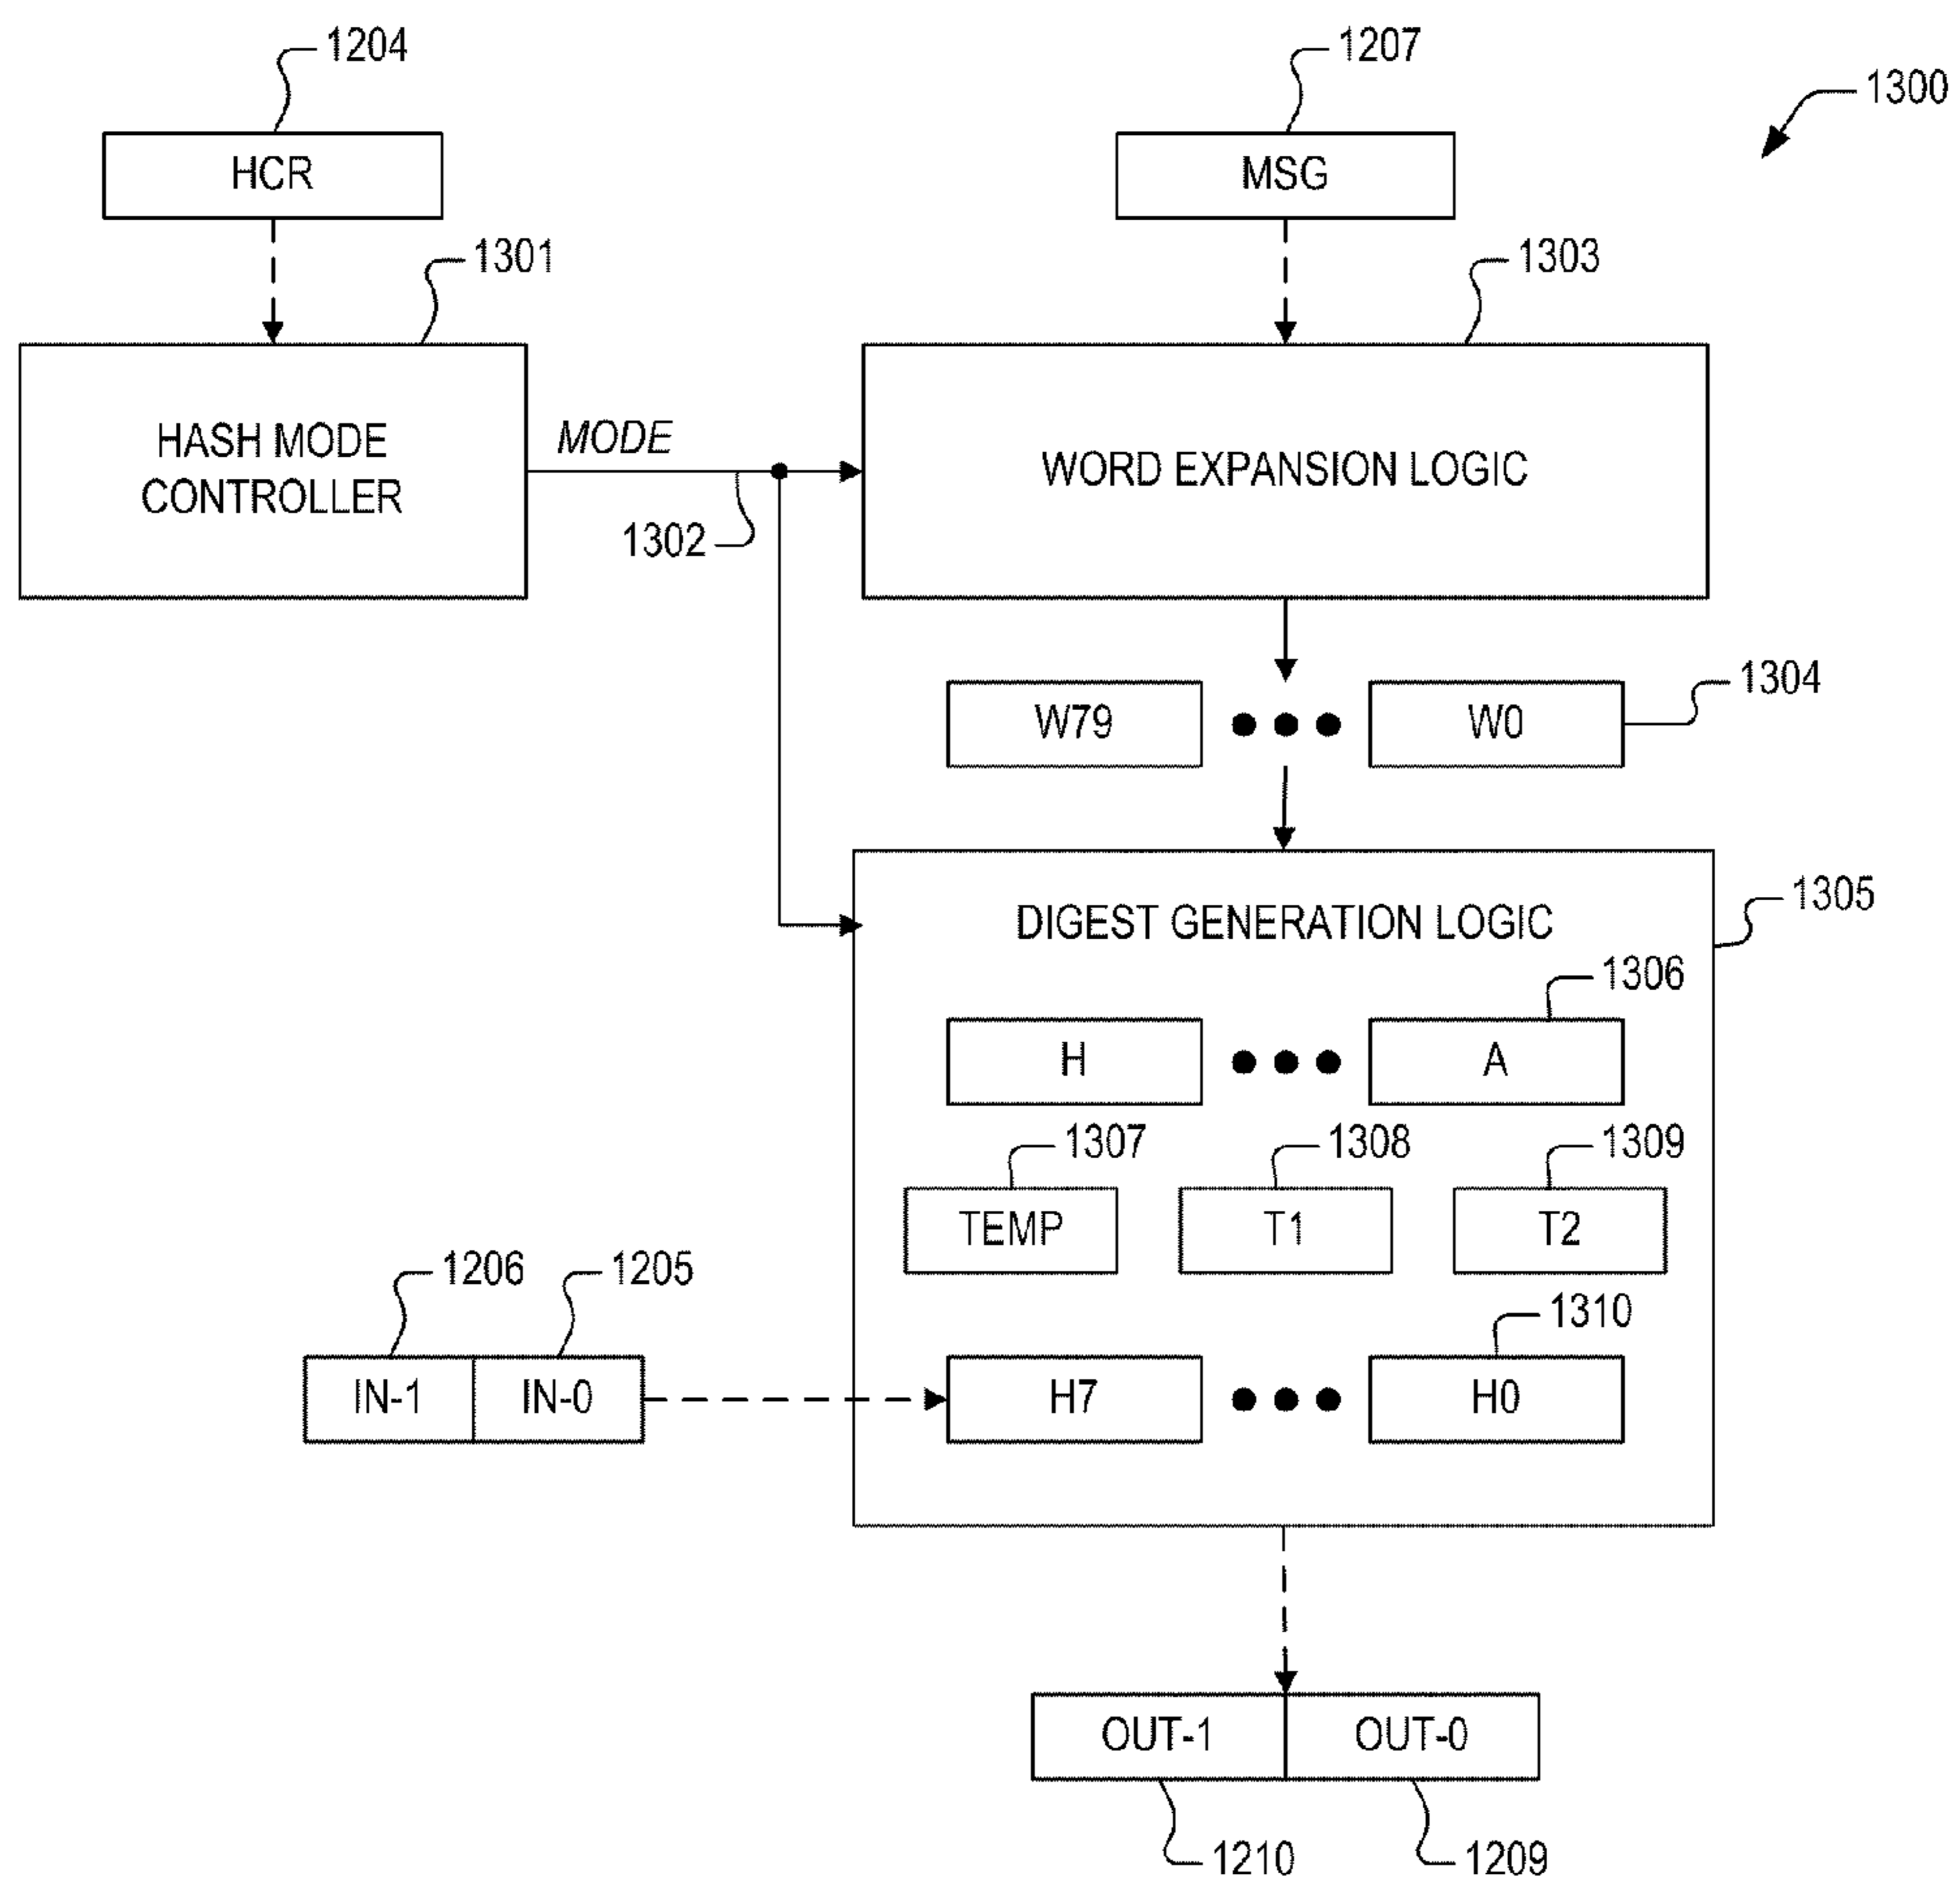 1204
1207
1300
HCR
MSG
1301
1303
HASH MODE
CONTROLLER
MODE
WORD EXPANSION LOGIC
1302
1304
W79
W0
1305
DIGEST GENERATION LOGIC
1306
H
A
1307
1308
1309
TEMP
T1
T2
1206
1205
1310
IN-1
IN-0
H7
H0
OUT-1
OUT-0
1210
1209